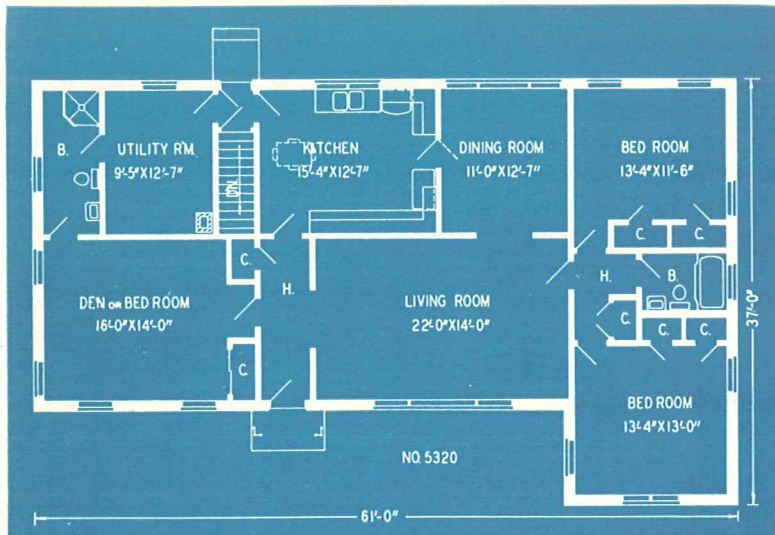 B.
UTILITY R'M.
9'-5"X12'-7"
DN.
KITCHEN
15'-4"X12'-7"
DINING ROOM
11'-0"X12'-7"
BED ROOM
13'-4"X11'-6"
C.
C.
C.
H.
DEN OR BED ROOM
16'-0"X14'-0"
C.
LIVING ROOM
22'-0"X14'-0"
H.
B.
C.
C.
C.
BED ROOM
13'-4"X13'-0"
37'-0"
NO. 5320
61'-0"